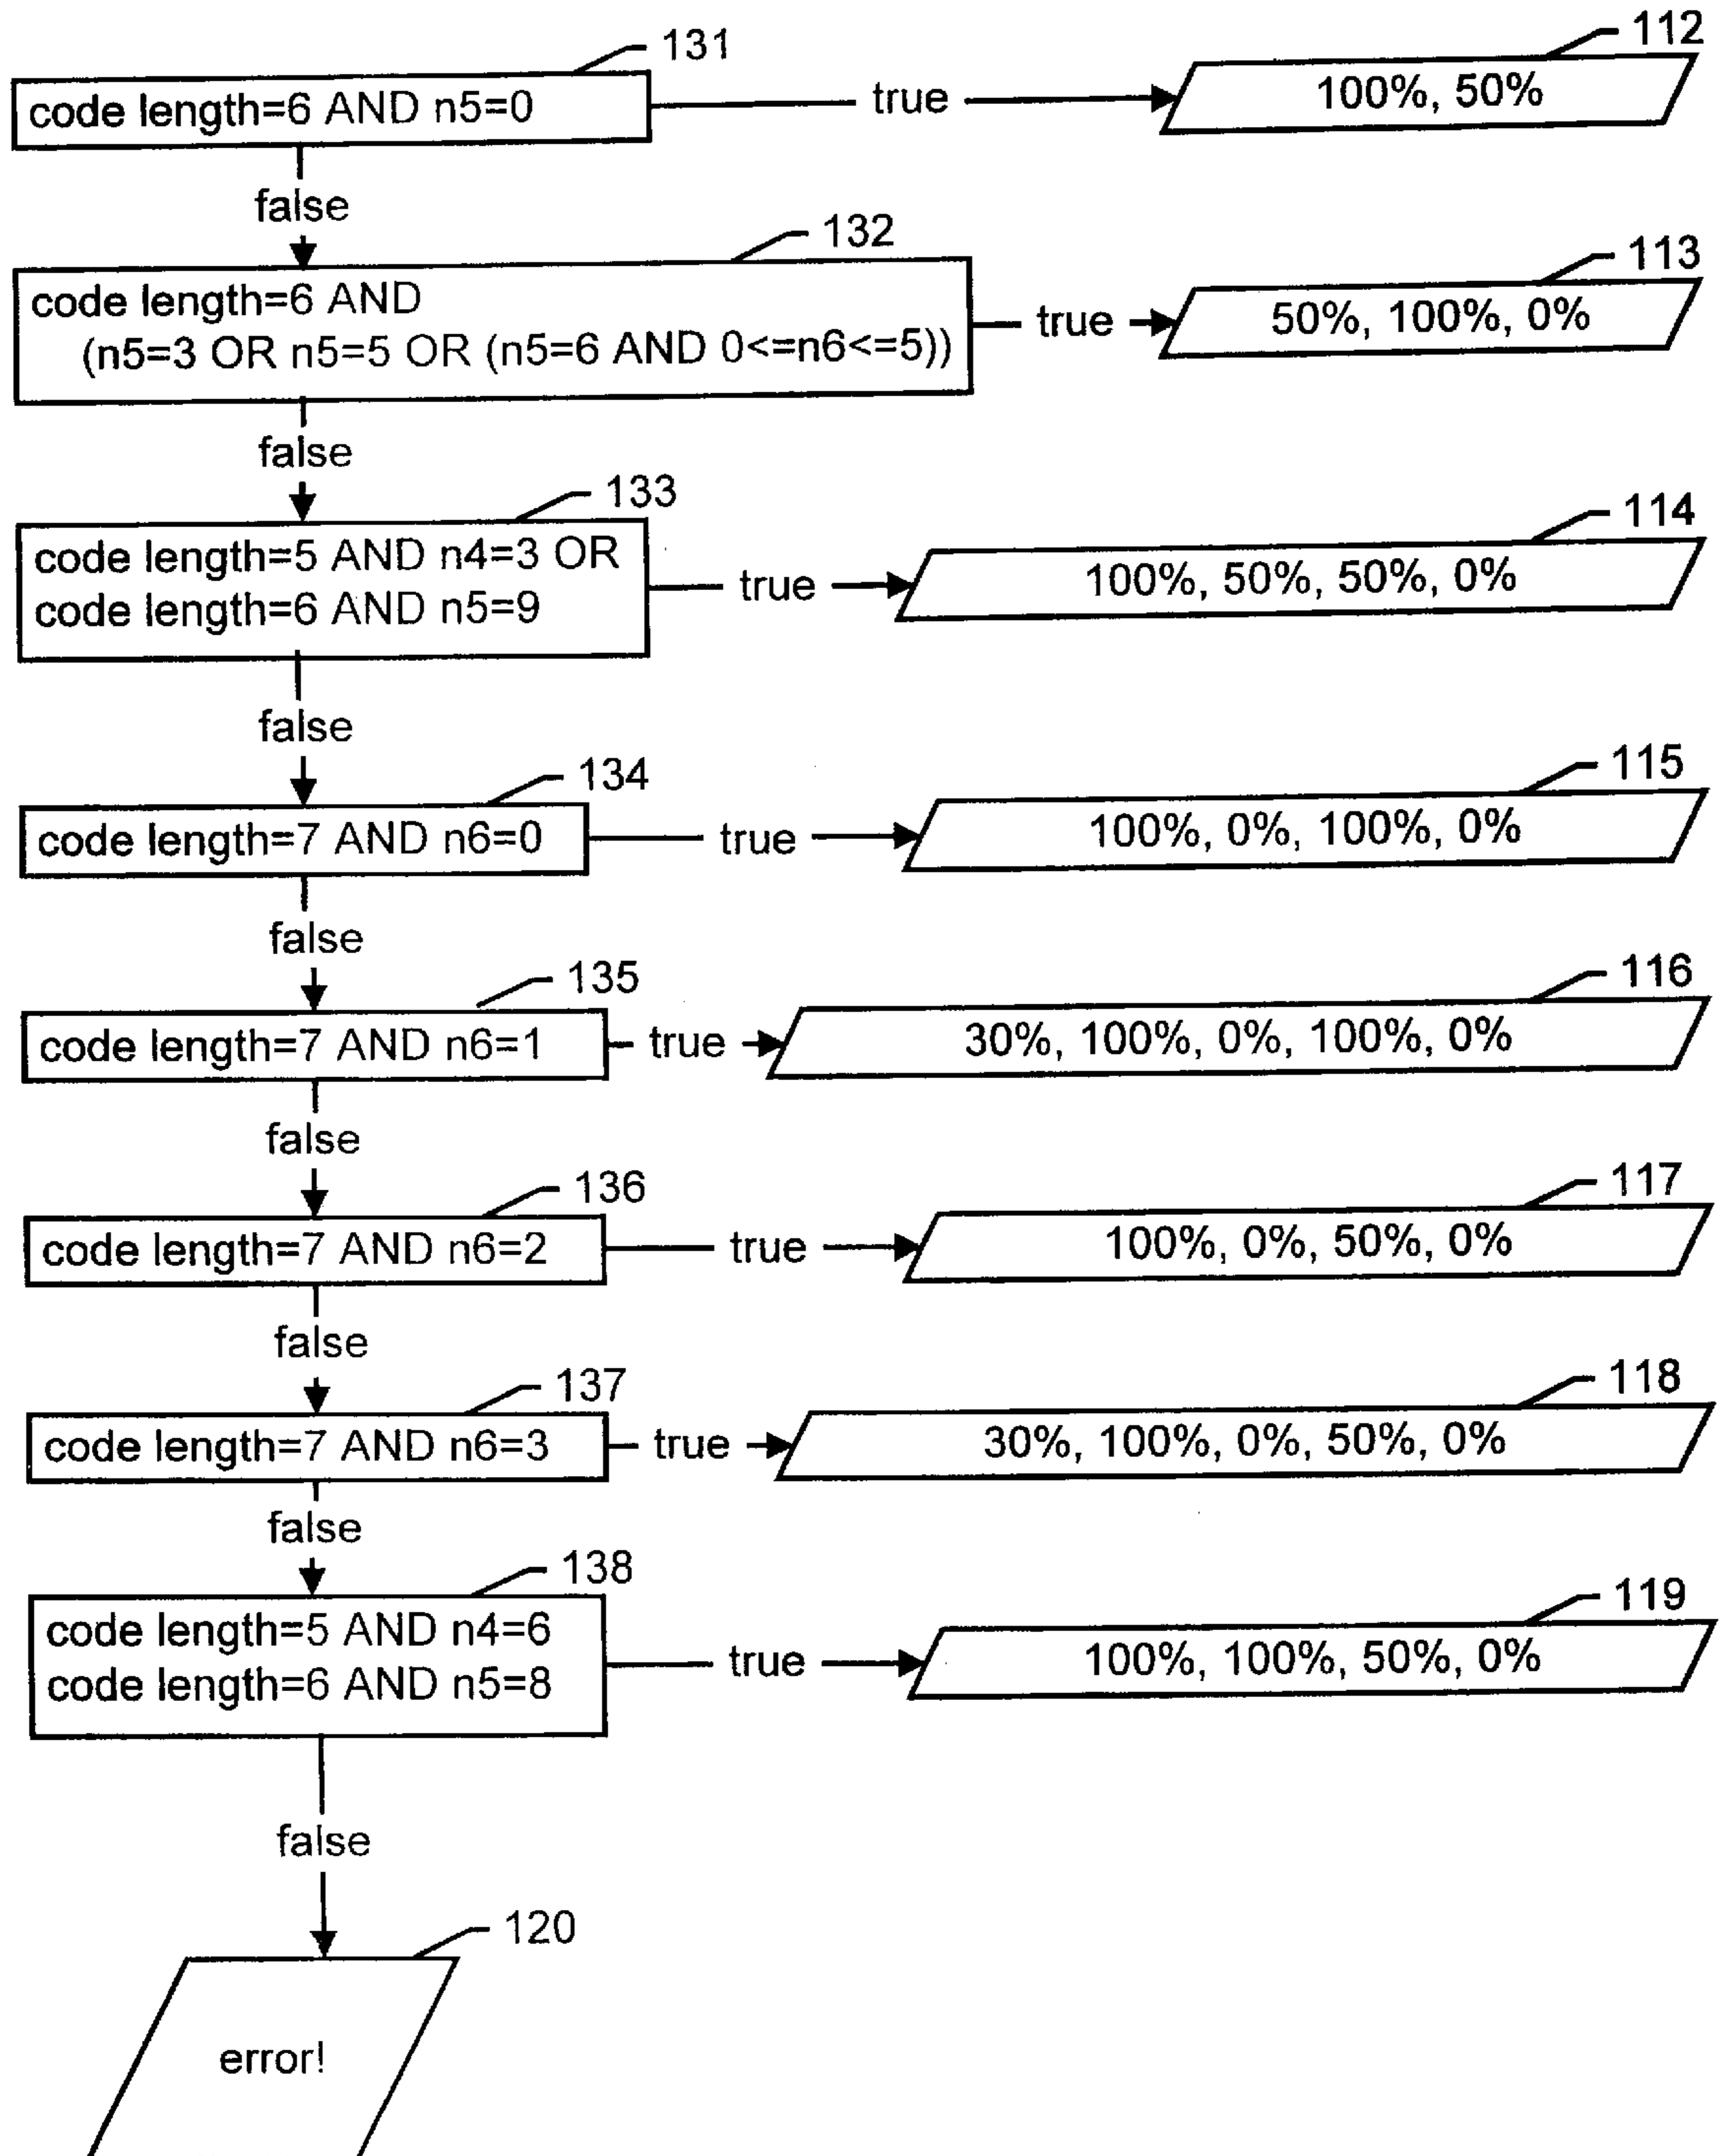 131
112
code length=6 AND n5=0
true
100%, 50%
false
132
113
code length=6 AND
(n5=3 OR n5=5 OR (n5=6 AND 0<=n6<=5))
true
50%, 100%, 0%
false
133
114
code length=5 AND n4=3 OR
code length=6 AND n5=9
true
100%, 50%, 50%, 0%
false
134
115
code length=7 AND n6=0
true
100%, 0%, 100%, 0%
false
135
116
code length=7 AND n6=1
true
30%, 100%, 0%, 100%, 0%
false
136
117
code length=7 AND n6=2
true
100%, 0%, 50%, 0%
false
137
118
code length=7 AND n6=3
true
30%, 100%, 0%, 50%, 0%
false
138
119
code length=5 AND n4=6
code length=6 AND n5=8
true
100%, 100%, 50%, 0%
false
120
error!